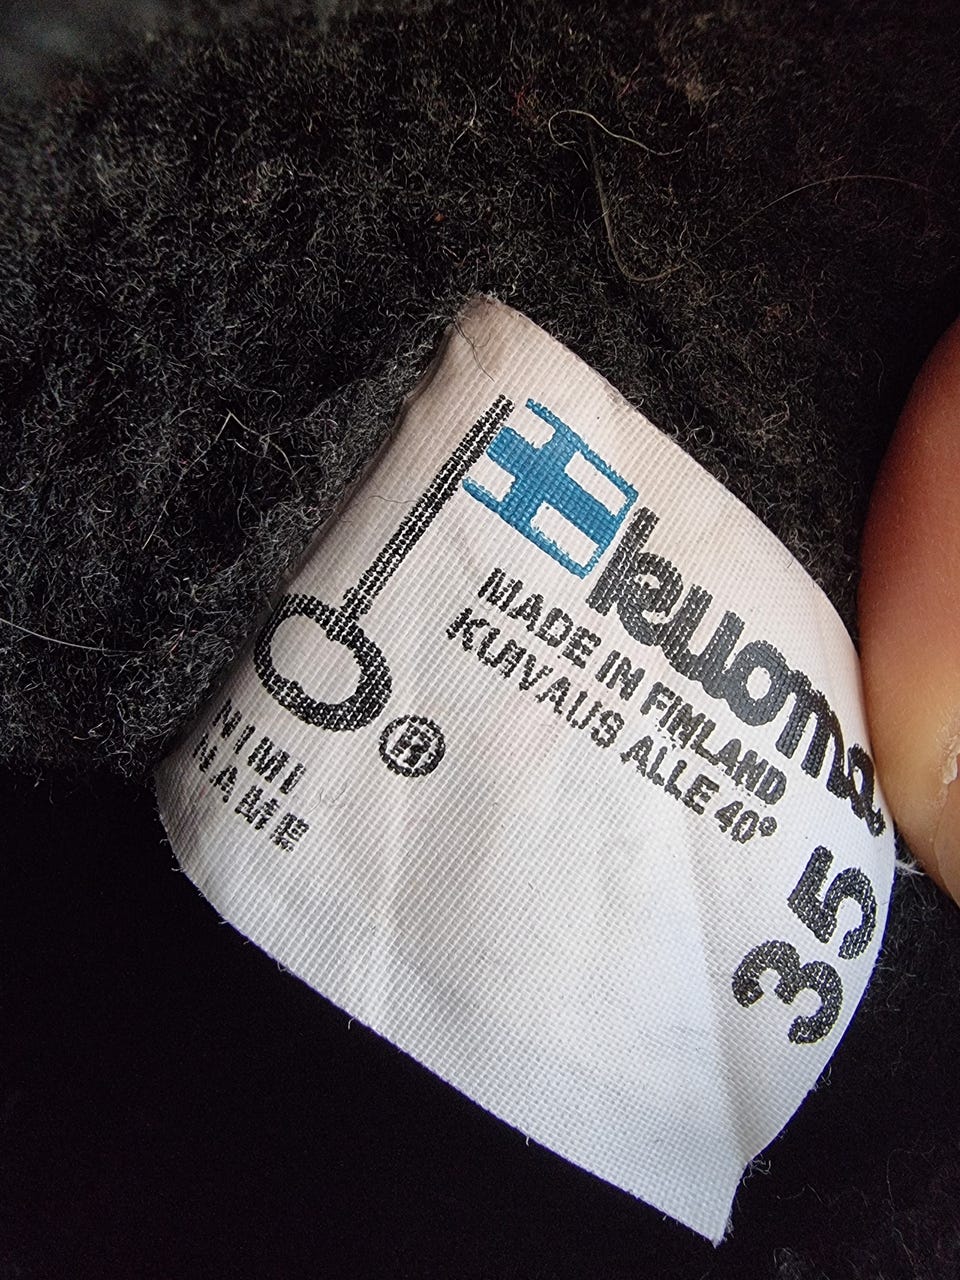 kuoma
MADE IN FINLAND
KUIVAUS ALLE 40°
35
®
NIMI
NAME